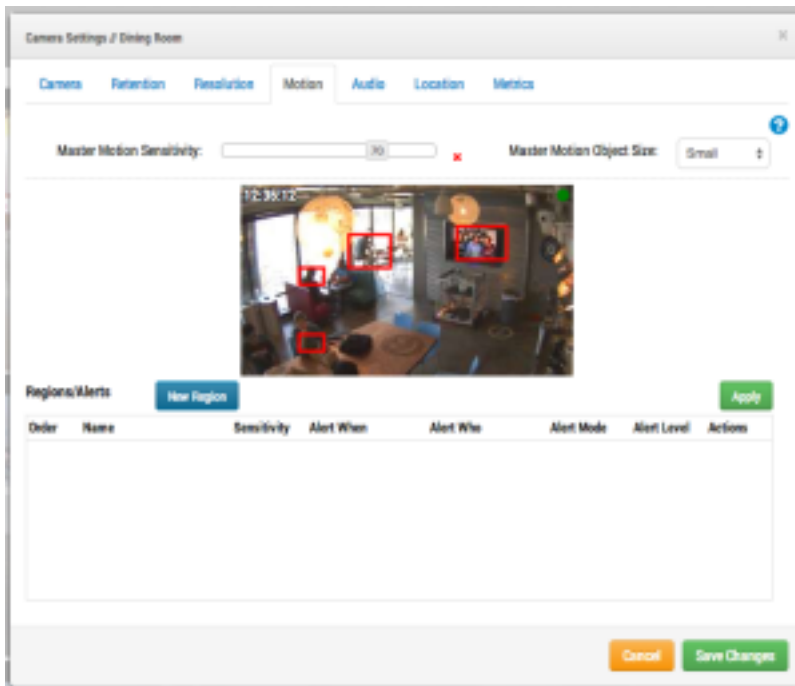 Camera Settings // Dining Room ×
Camera Retention Resolution Motion Audio Location Metrics
?
Master Motion Sensitivity: 70 × Master Motion Object Size: Small
12:36:12
Regions/Alerts New Region Apply
Order Name Sensitivity Alert When Alert Who Alert Mode Alert Level Actions
Cancel Save Changes